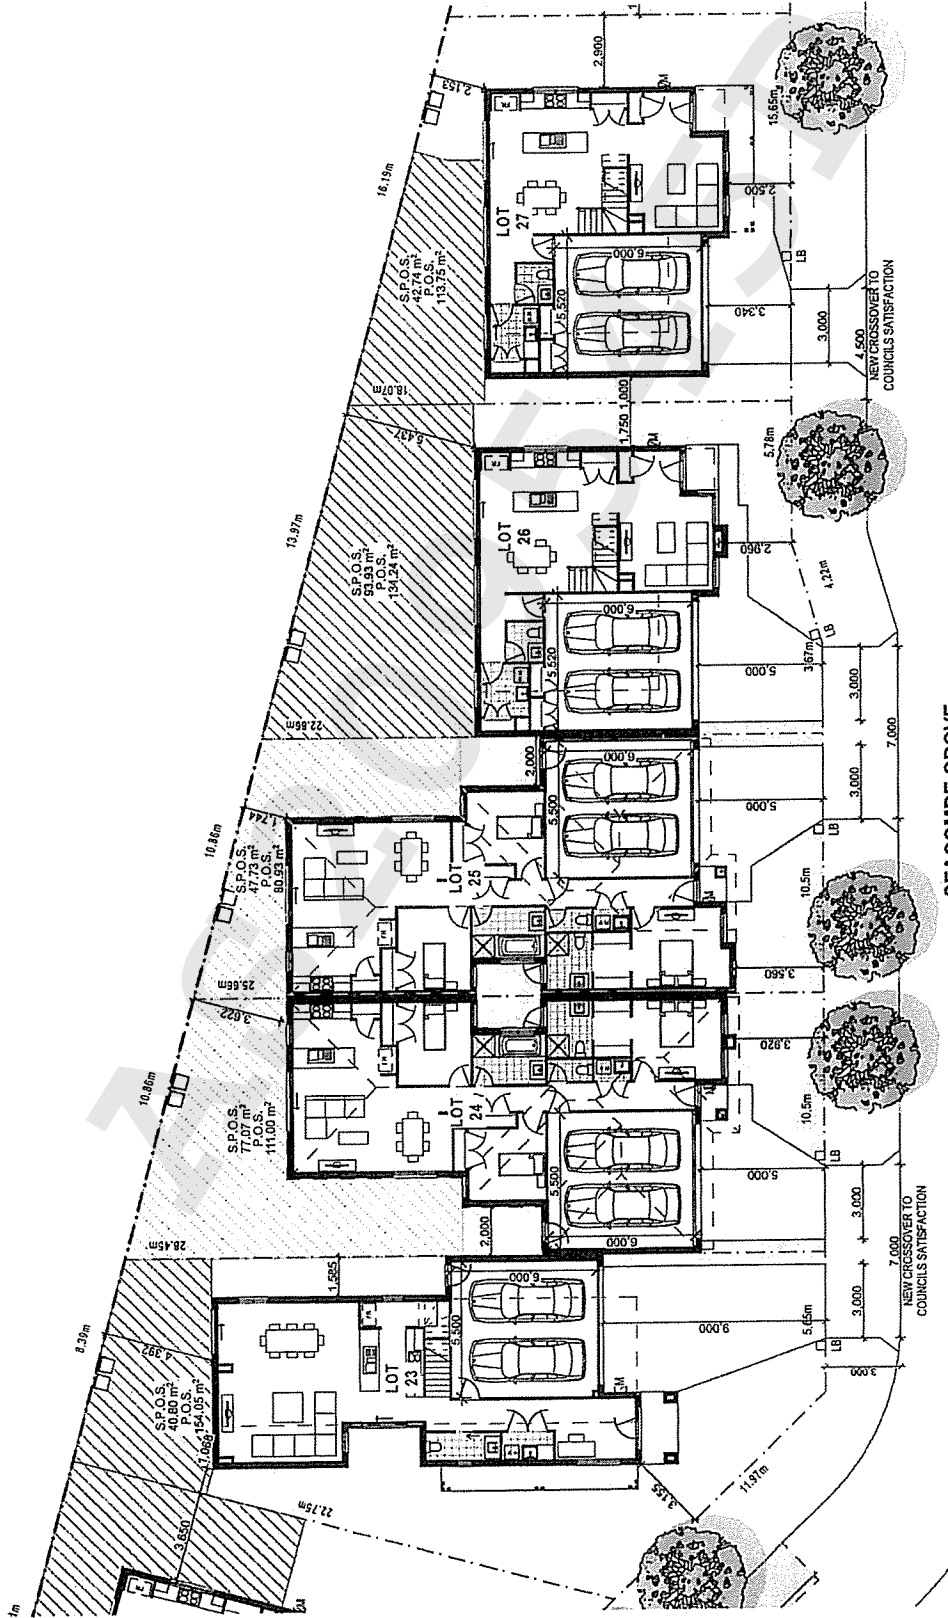 2,900
2,153
15.65m
16.19m
S.P.O.S.
42.74 m²
P.O.S.
113.75 m²
LOT
27
2,500
LB
6,000
5,520
3,340
3,000
4,500
NEW CROSSOVER TO
COUNCILS SATISFACTION
18.07m
1,750 1,000
5.78m
5,437
13.97m
S.P.O.S.
93.93 m²
P.O.S.
134.24 m²
LOT
26
2,960
4.22m
LB
3.67m
6,000
5,520
5,000
3,000
22.86m
7,000
2,000
6,000
5,500
5,000
3,000
LB
1,744
10.86m
S.P.O.S.
47.73 m²
P.O.S.
80.93 m²
LOT
25
10.5m
25.66m
3,560
3,622
3,920
10.86m
S.P.O.S.
77.07 m²
P.O.S.
111.00 m²
LOT
24
10.5m
LB
5,500
6,000
5,000
3,000
2,000
28.45m
7,000
NEW CROSSOVER TO
COUNCILS SATISFACTION
1,585
6,000
5,500
9,000
3,000
5.65m
LB
3,000
8.39m
4,392
S.P.O.S.
40.80 m²
P.O.S.
154.05 m²
LOT
23
11.97m
3,155
22.75m
3,650